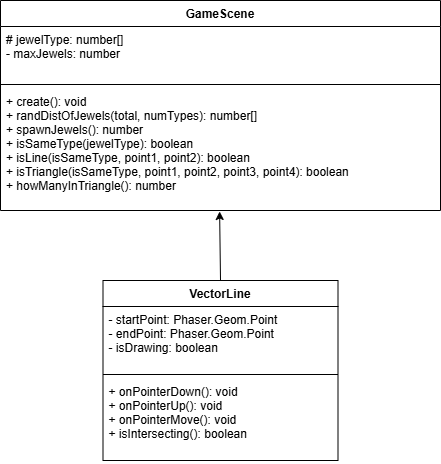 GameScene
# jewelType: number[]
- maxJewels: number
+ create(): void
+ randDistOfJewels(total, numTypes): number[]
+ spawnJewels(): number
+ isSameType(jewelType): boolean
+ isLine(isSameType, point1, point2): boolean
+ isTriangle(isSameType, point1, point2, point3, point4): boolean
+ howManyInTriangle(): number
VectorLine
- startPoint: Phaser.Geom.Point
- endPoint: Phaser.Geom.Point
- isDrawing: boolean
+ onPointerDown(): void
+ onPointerUp(): void
+ onPointerMove(): void
+ isIntersecting(): boolean